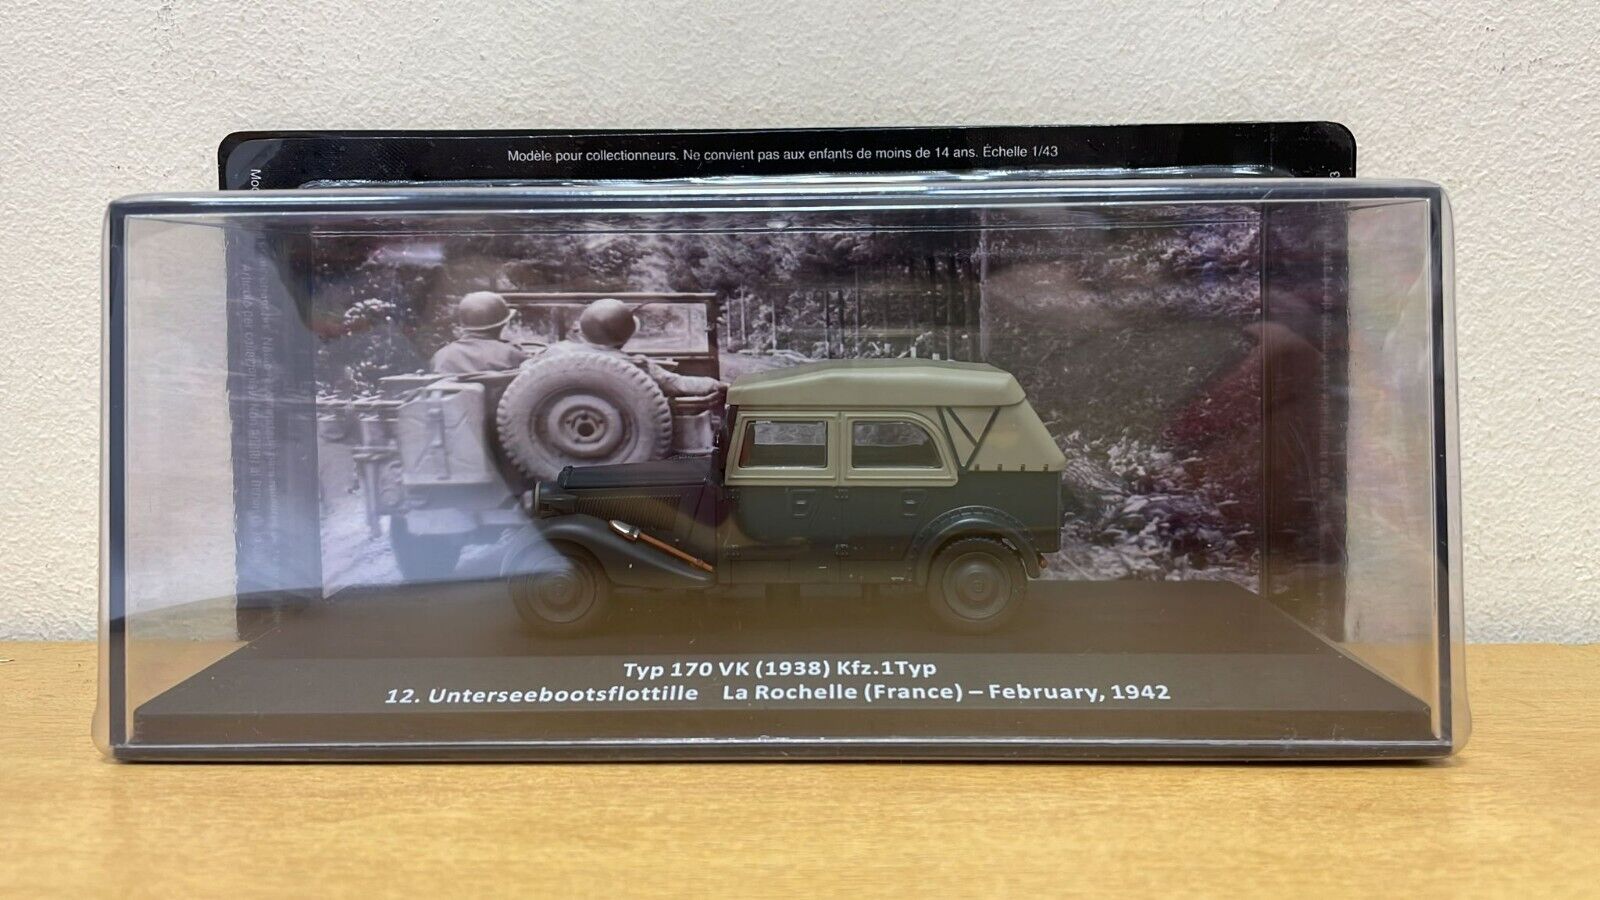 Modèle pour collectionneurs. Ne convient pas aux enfants de moins de 14 ans. Échelle 1/43
Typ 170 VK (1938) Kfz.1Typ
12. Unterseebootsflottille La Rochelle (France) – February, 1942